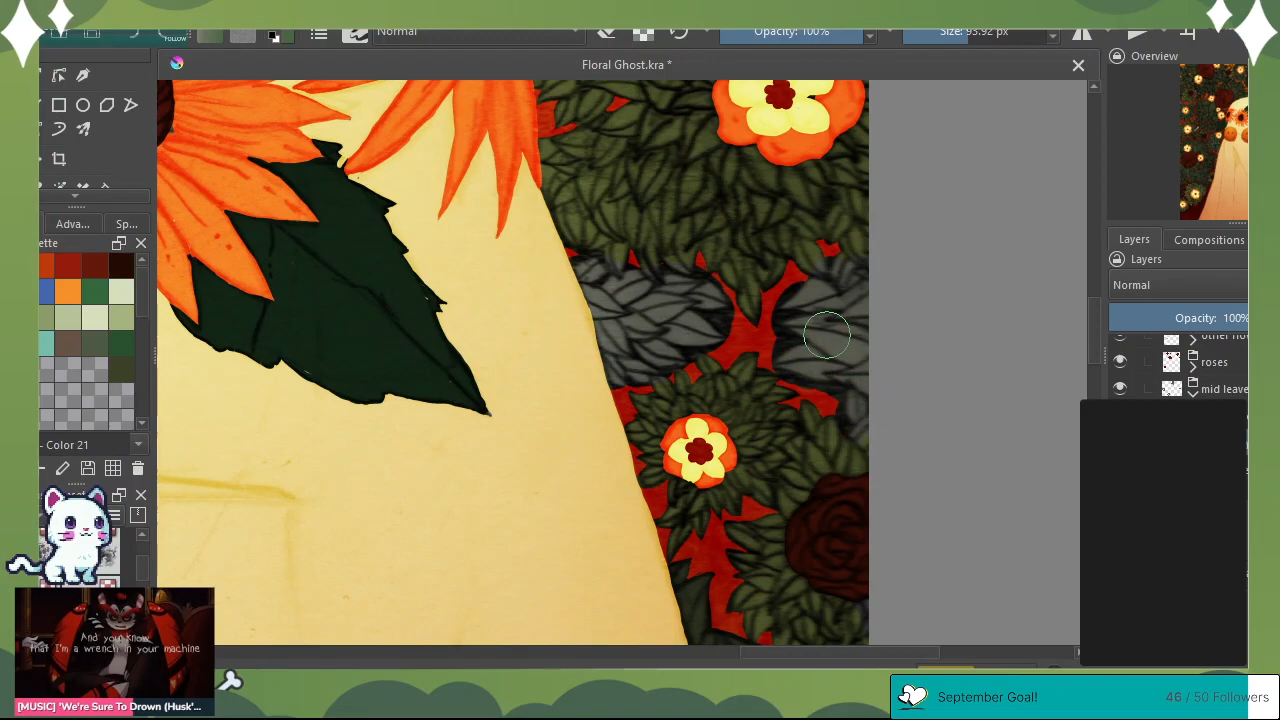 FOLLOW
Normal
Opacity: 100%
Size: 93.92 px
Floral Ghost.kra *
Overview
Adva...
Sp...
ette
Layers
Compositions
Layers
Normal
Opacity: 100%
roses
mid leave
- Color 21
And you know
that I'm a wrench in your machine
[MUSIC] 'We're Sure To Drown (Husk'...
September Goal!
46 / 50 Followers